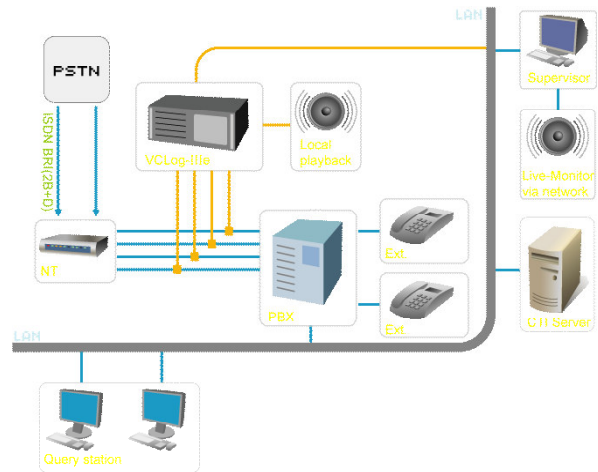 LAN
PSTN
Supervisor
iSDN BRI(2B+D)
VCLog-IIIe
Local
playback
Live-Monitor
via network
NT
Ext.
PBX
Ext.
CTI Server
LAN
Query station